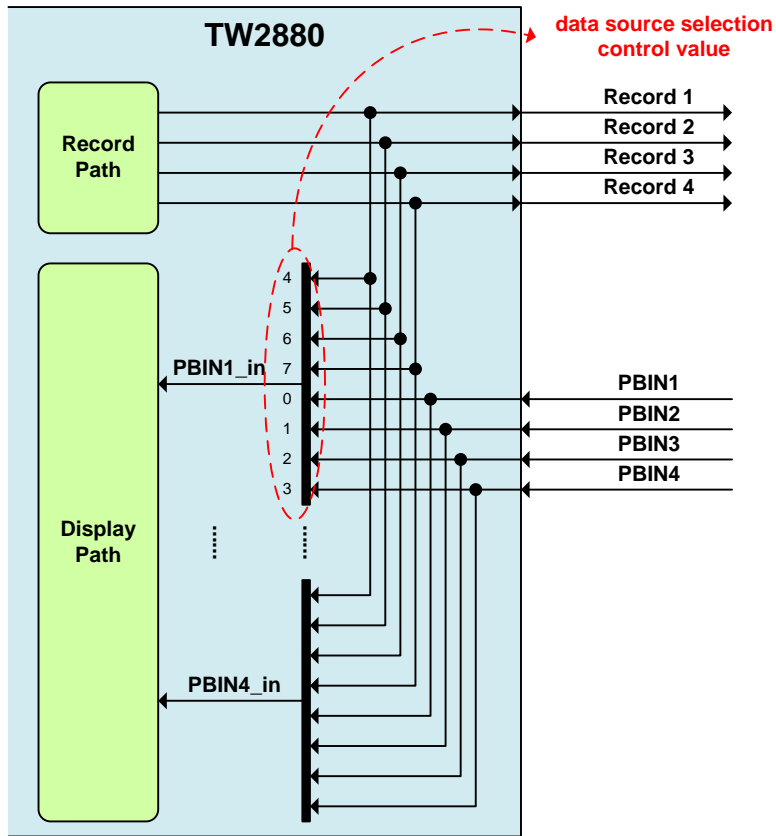 TW2880
data source selection
control value
Record
Path
Record 1
Record 2
Record 3
Record 4
4
5
6
7
0
1
2
3
PBIN1_in
PBIN1
PBIN2
PBIN3
PBIN4
Display
Path
PBIN4_in